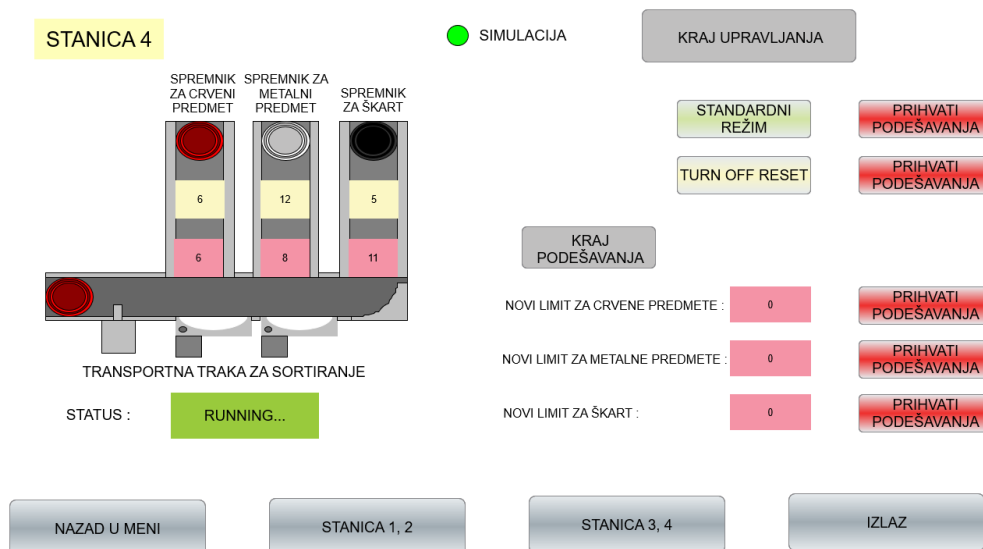 STANICA 4
SIMULACIJA
KRAJ UPRAVLJANJA
SPREMNIK
ZA CRVENI
PREDMET
SPREMNIK ZA
METALNI
PREDMET
SPREMNIK
ZA ŠKART
STANDARDNI
REŽIM
PRIHVATI
PODEŠAVANJA
TURN OFF RESET
PRIHVATI
PODEŠAVANJA
6
12
5
6
8
11
KRAJ
PODEŠAVANJA
NOVI LIMIT ZA CRVENE PREDMETE :
0
PRIHVATI
PODEŠAVANJA
NOVI LIMIT ZA METALNE PREDMETE :
0
PRIHVATI
PODEŠAVANJA
NOVI LIMIT ZA ŠKART :
0
PRIHVATI
PODEŠAVANJA
TRANSPORTNA TRAKA ZA SORTIRANJE
STATUS :
RUNNING...
NAZAD U MENI
STANICA 1, 2
STANICA 3, 4
IZLAZ